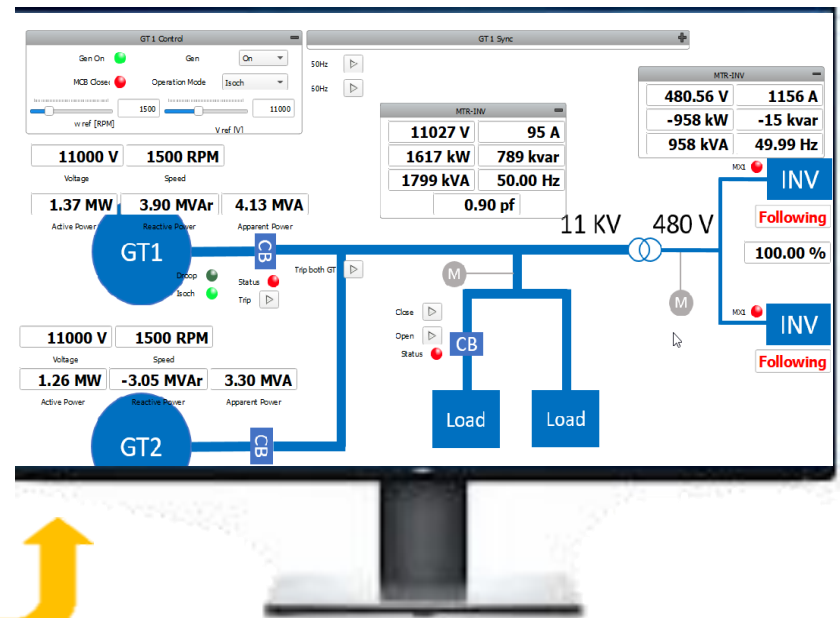 GT 1 Control
Gen On
Gen
On
MCB Closed
Operation Mode
Isoch
1500
11000
w ref [RPM]
V ref [V]
GT 1 Sync
50Hz
60Hz
11000 V
1500 RPM
Voltage
Speed
1.37 MW
3.90 MVAr
4.13 MVA
Active Power
Reactive Power
Apparent Power
GT1
CB
Droop
Isoch
Status
Trip
Trip both GT
MTR-INV
11027 V
95 A
1617 kW
789 kvar
1799 kVA
50.00 Hz
0.90 pf
MTR-INV
480.56 V
1156 A
-958 kW
-15 kvar
958 kVA
49.99 Hz
11 KV
480 V
MX1
INV
Following
100.00 %
M
M
MX1
INV
Following
Close
Open
Status
CB
Load
Load
11000 V
1500 RPM
Voltage
Speed
1.26 MW
-3.05 MVAr
3.30 MVA
Active Power
Reactive Power
Apparent Power
GT2
CB